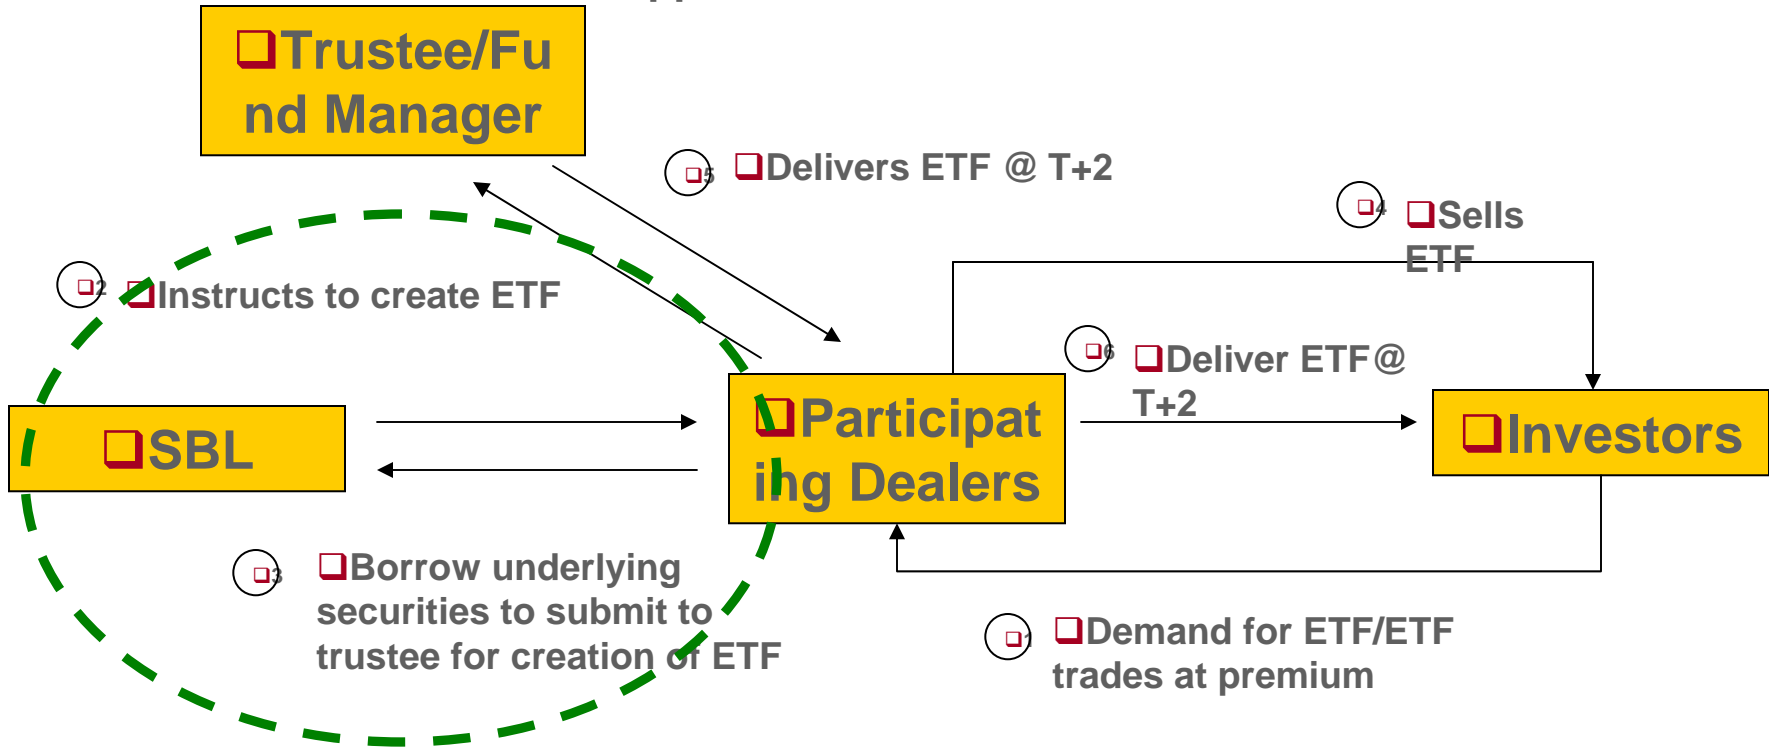 ❑Trustee/Fu
nd Manager
❑5
❑Delivers ETF @ T+2
❑4
❑Sells
ETF
❑2
❑Instructs to create ETF
❑6
❑Deliver ETF@
T+2
❑SBL
❑Participat
ing Dealers
❑Investors
❑3
❑Borrow underlying
securities to submit to
trustee for creation of ETF
❑1
❑Demand for ETF/ETF
trades at premium